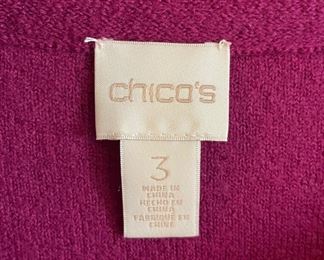 chico's
3
MADE IN
CHINA
HECHO EN
CHINA
FABRIQUÉ EN
CHINE